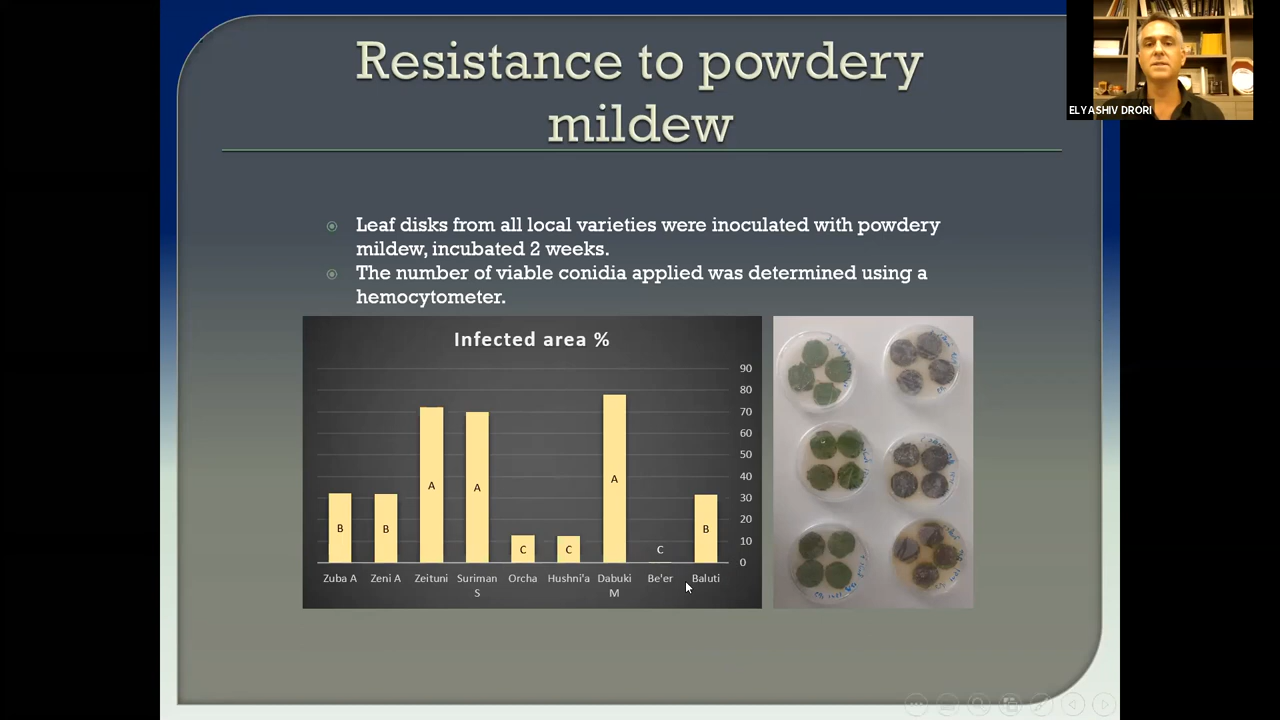 Resistance to powdery
mildew
ELYASHIV DRORI
Leaf disks from all local varieties were inoculated with powdery
mildew, incubated 2 weeks.
The number of viable conidia applied was determined using a
hemocytometer.
Infected area %
90
80
70
60
50
40
30
20
10
0
B
B
A
A
C
C
A
C
B
Zuba A
Zeni A
Zeituni
Suriman
S
Orcha
Hushni'a
Dabuki
M
Be'er
Baluti